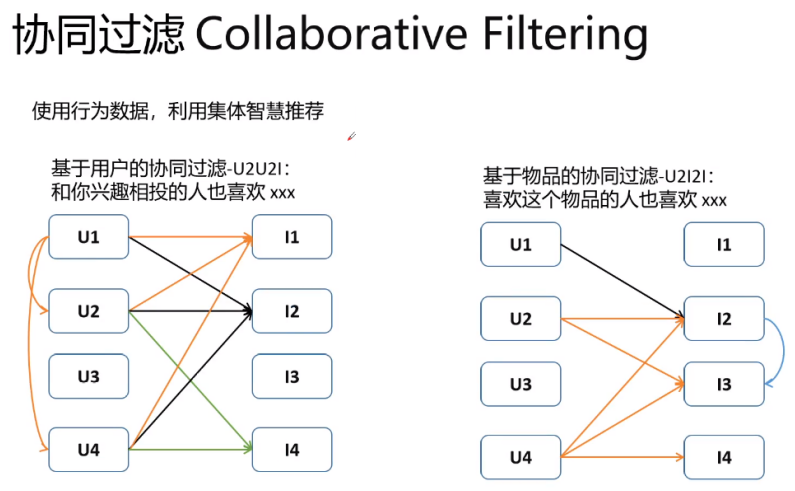 协同过滤 Collaborative Filtering
使用行为数据，利用集体智慧推荐
基于用户的协同过滤-U2U2I：
和你兴趣相投的人也喜欢 xxx
U1
I1
U2
I2
U3
I3
U4
I4
基于物品的协同过滤-U2I2I：
喜欢这个物品的人也喜欢 xxx
U1
I1
U2
I2
U3
I3
U4
I4